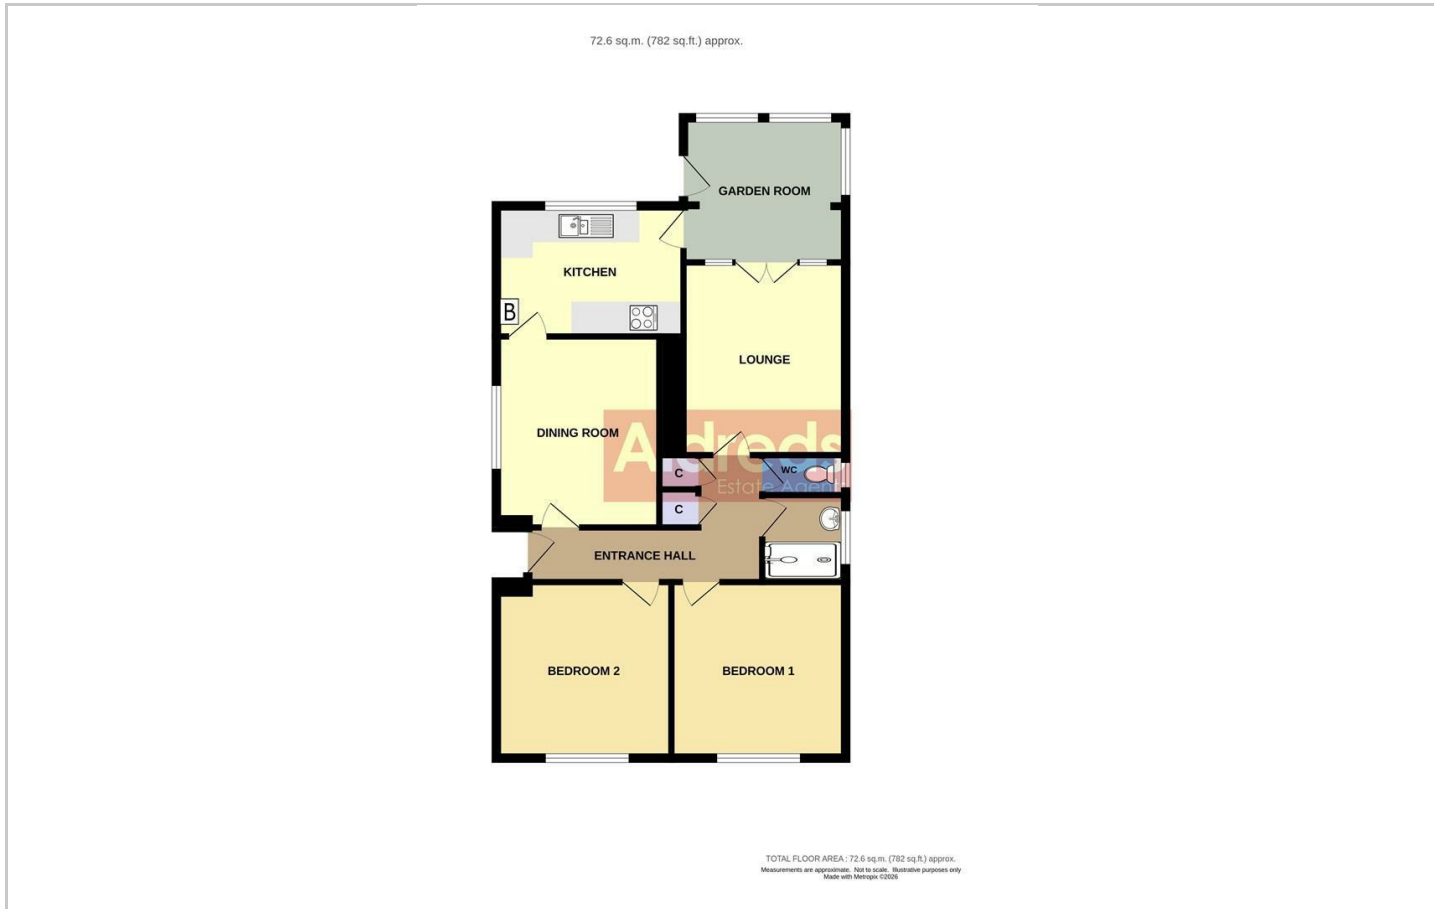 72.6 sq.m. (782 sq.ft.) approx.
GARDEN ROOM
KITCHEN
B
LOUNGE
DINING ROOM
Aldreds
Estate Agents
C
WC
C
ENTRANCE HALL
BEDROOM 2
BEDROOM 1
TOTAL FLOOR AREA : 72.6 sq.m. (782 sq.ft.) approx.
Measurements are approximate. Not to scale. Illustrative purposes only
Made with Metropix ©2026